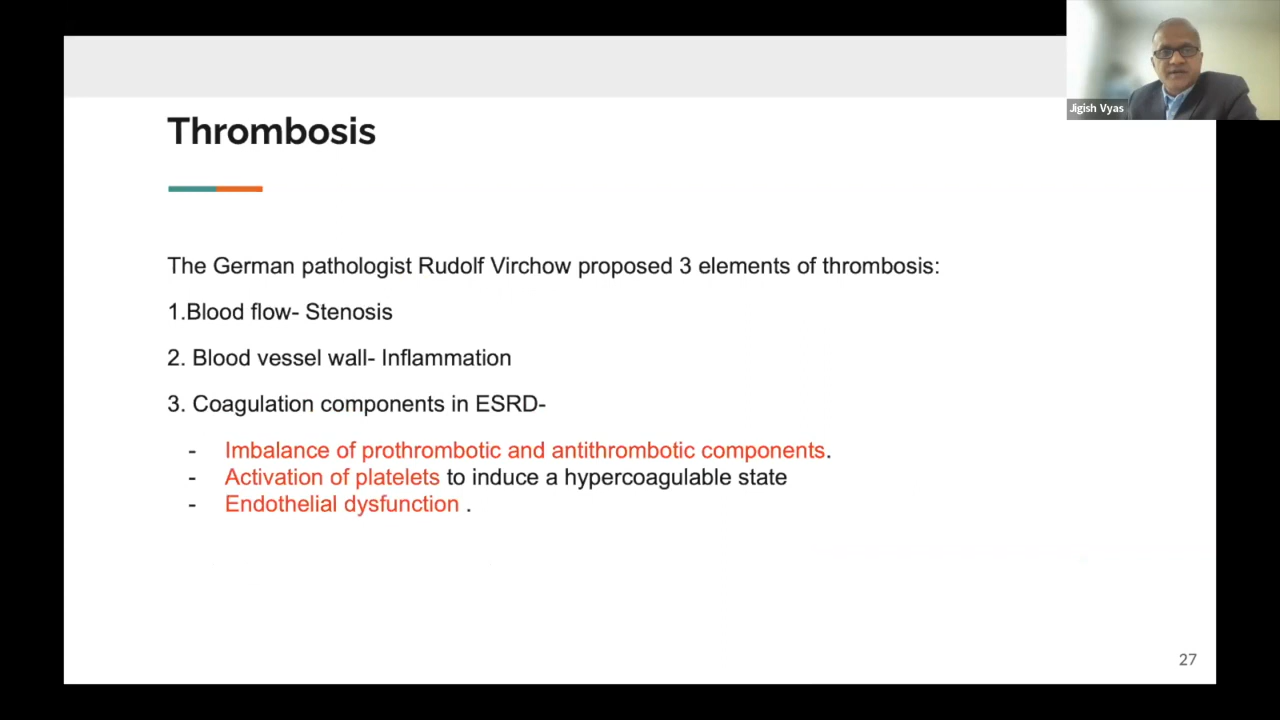 Jigish Vyas
Thrombosis
The German pathologist Rudolf Virchow proposed 3 elements of thrombosis:
1.Blood flow- Stenosis
2. Blood vessel wall- Inflammation
3. Coagulation components in ESRD-
- Imbalance of prothrombotic and antithrombotic components.
- Activation of platelets to induce a hypercoagulable state
- Endothelial dysfunction .
27